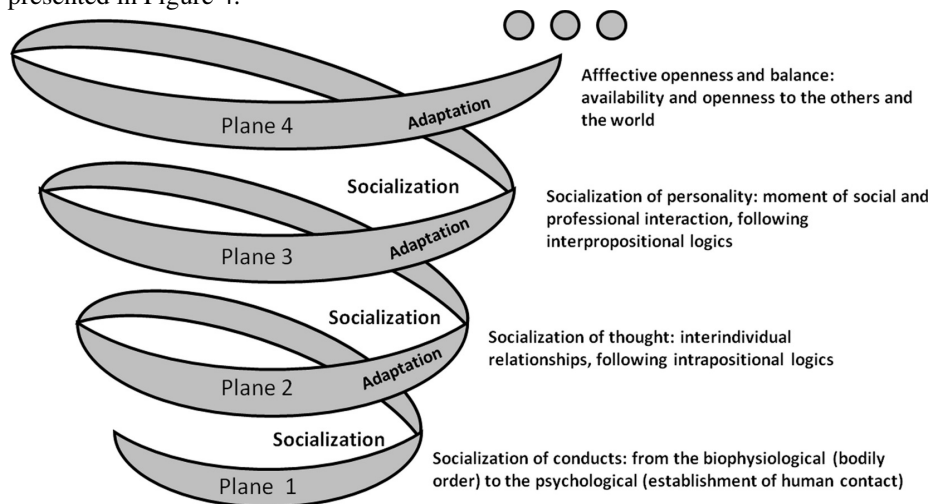 presented in Figure 4.
Afffective openness and balance:
availability and openness to the others and
the world
Adaptation
Plane 4
Socialization
Socialization of personality: moment of social and
professional interaction, following
interpropositional logics
Adaptation
Plane 3
Socialization
Socialization of thought: interindividual
relationships, following intrapositional logics
Adaptation
Plane 2
Socialization
Socialization of conducts: from the biophysiological (bodily
order) to the psychological (establishment of human contact)
Plane 1